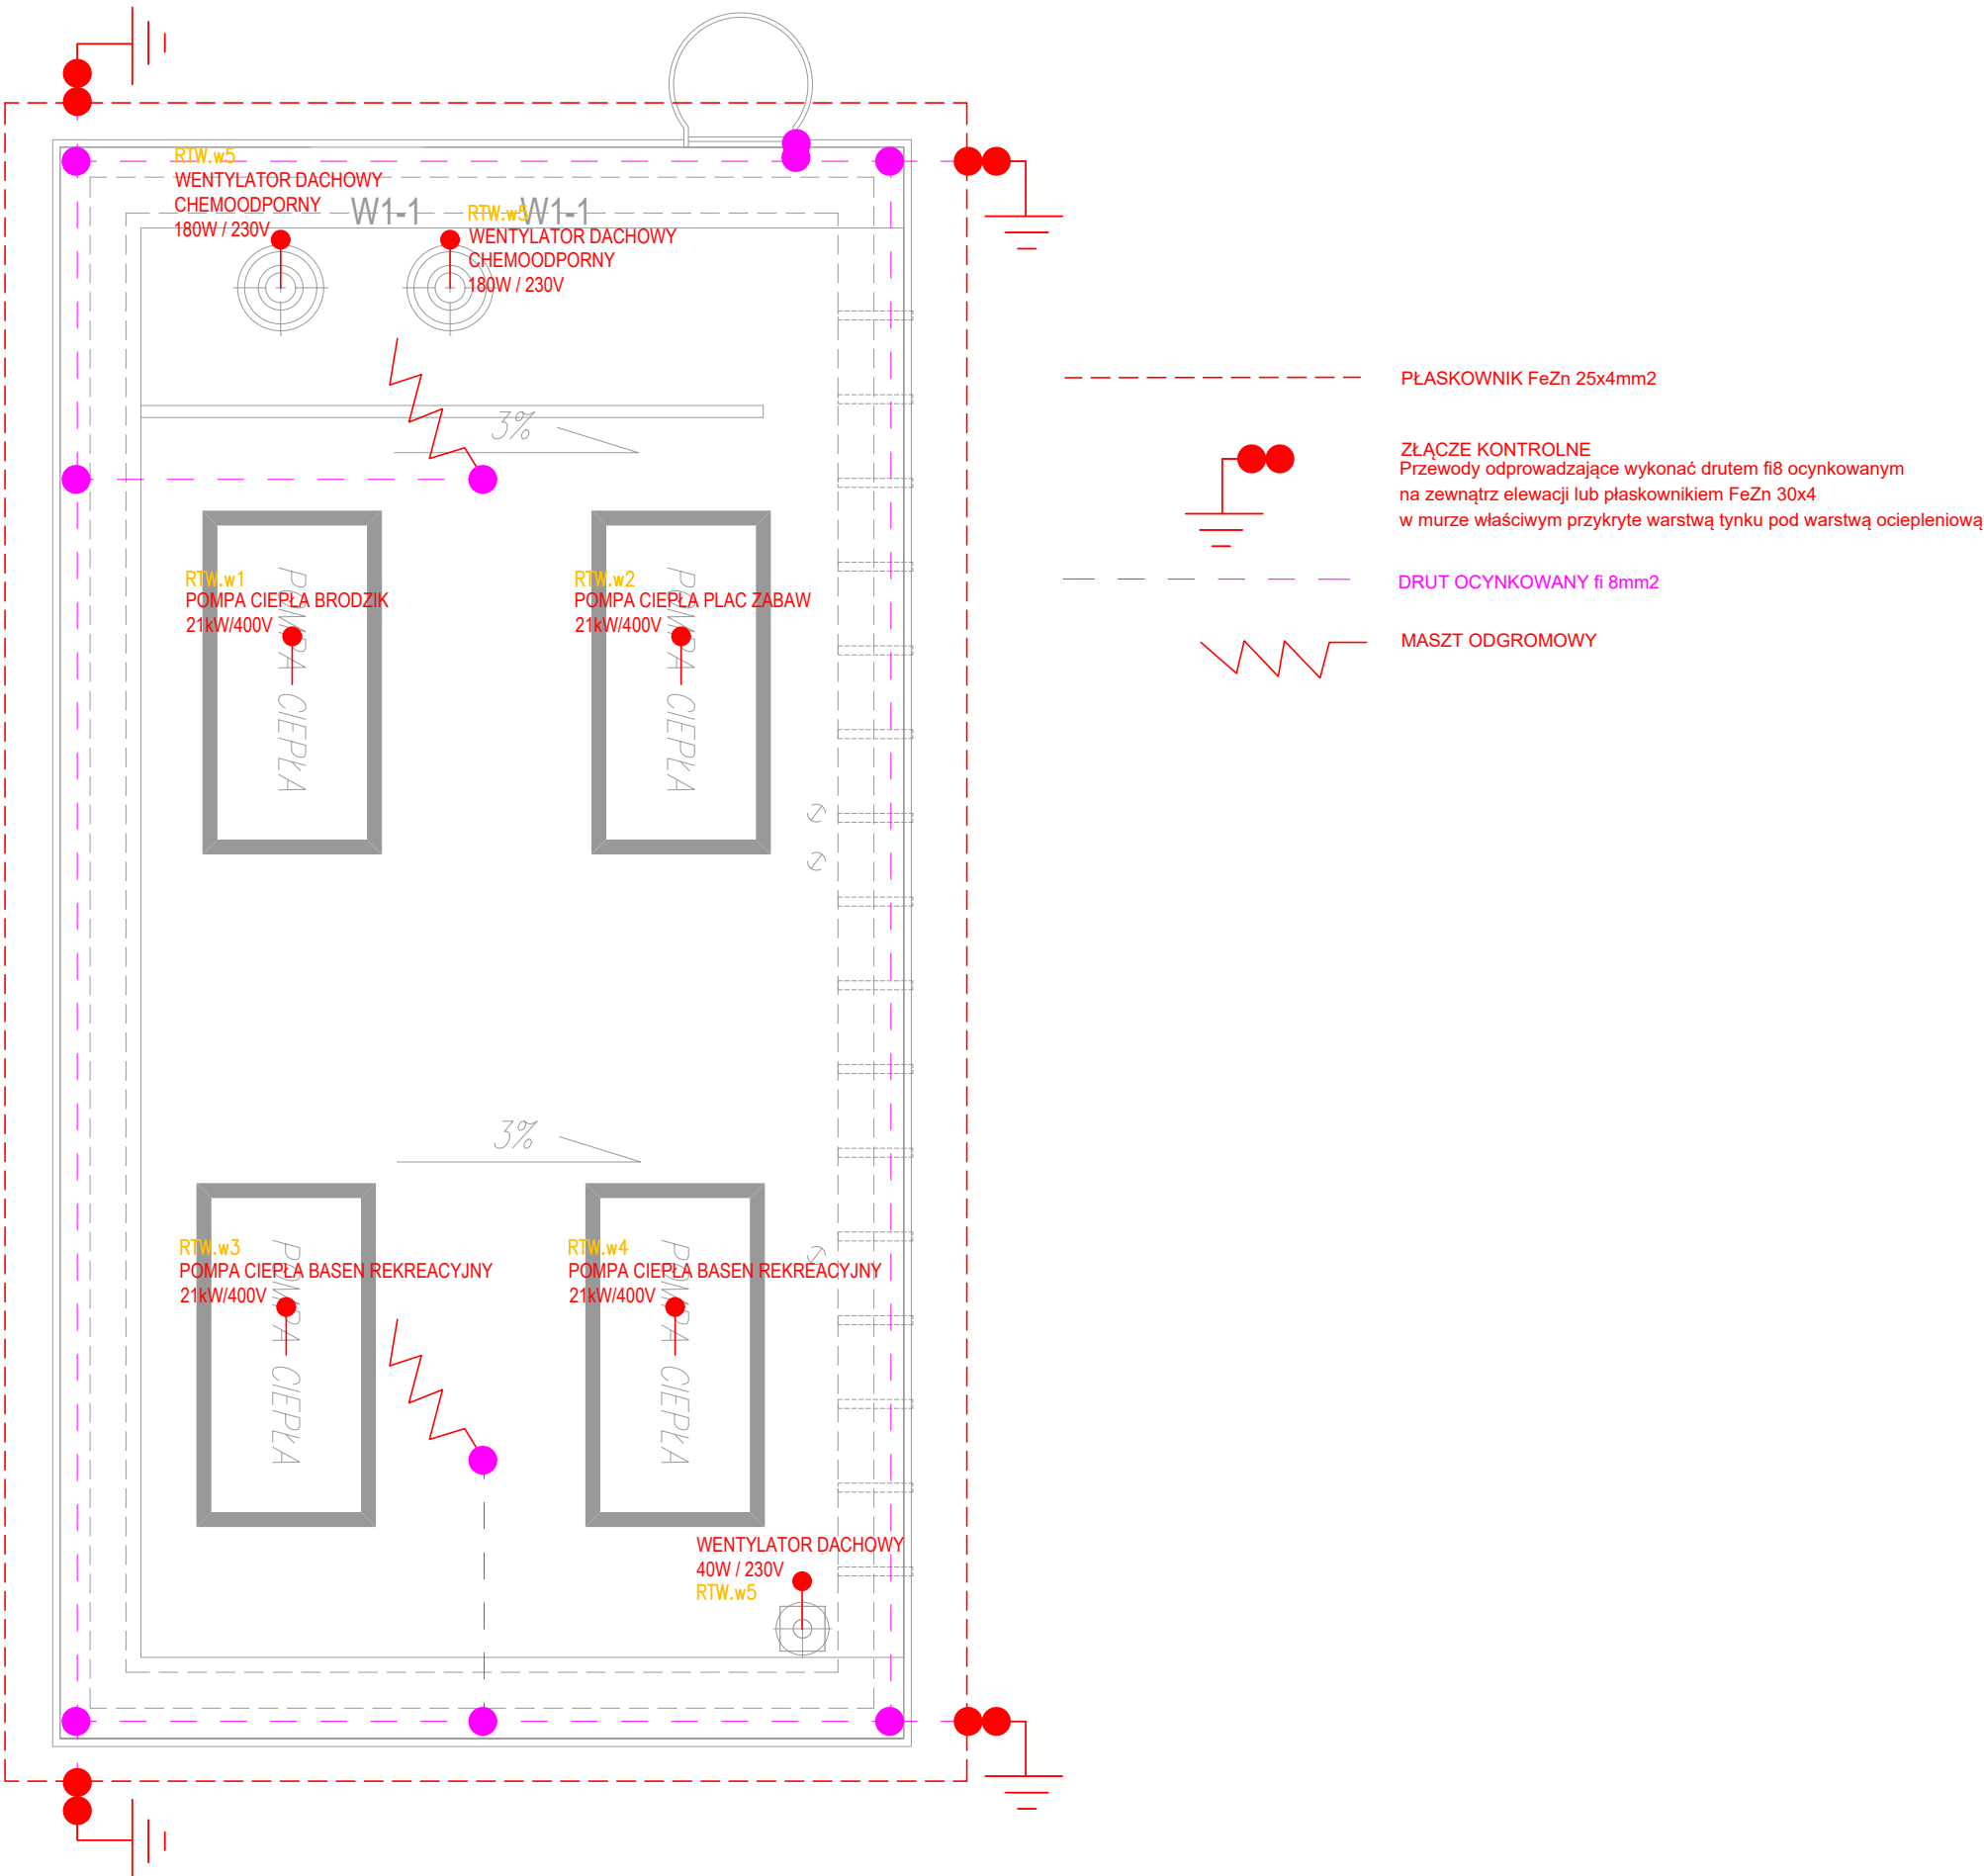 RTW.w5
WENTYLATOR DACHOWY
CHEMOODPORNY
180W / 230V
W1-1
W1-1
RTW.w5
WENTYLATOR DACHOWY
CHEMOODPORNY
180W / 230V
3%
RTW.w1
POMPA CIEPŁA BRODZIK
21kW/400V
POMPA CIEPŁA
RTW.w2
POMPA CIEPŁA PLAC ZABAW
21kW/400V
POMPA CIEPŁA
3%
RTW.w3
POMPA CIEPŁA BASEN REKREACYJNY
21kW/400V
POMPA CIEPŁA
RTW.w4
POMPA CIEPŁA BASEN REKREACYJNY
21kW/400V
POMPA CIEPŁA
WENTYLATOR DACHOWY
40W / 230V
RTW.w5
PŁASKOWNIK FeZn 25x4mm2
ZŁĄCZE KONTROLNE
Przewody odprowadzające wykonać drutem fi8 ocynkowanym
na zewnątrz elewacji lub płaskownikiem FeZn 30x4
w murze właściwym przykryte warstwą tynku pod warstwą ociepleniową
DRUT OCYNKOWANY fi 8mm2
MASZT ODGROMOWY